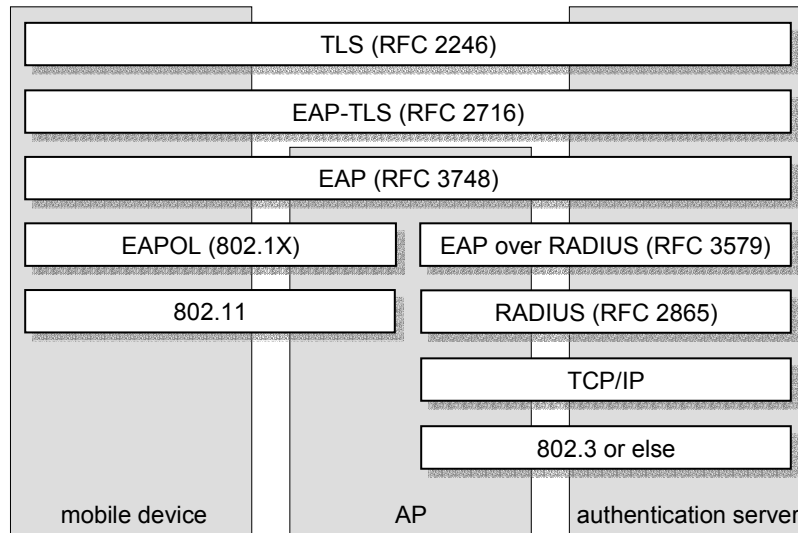 TLS (RFC 2246)
EAP-TLS (RFC 2716)
EAP (RFC 3748)
EAPOL (802.1X)
EAP over RADIUS (RFC 3579)
802.11
RADIUS (RFC 2865)
TCP/IP
802.3 or else
mobile device
AP
authentication server